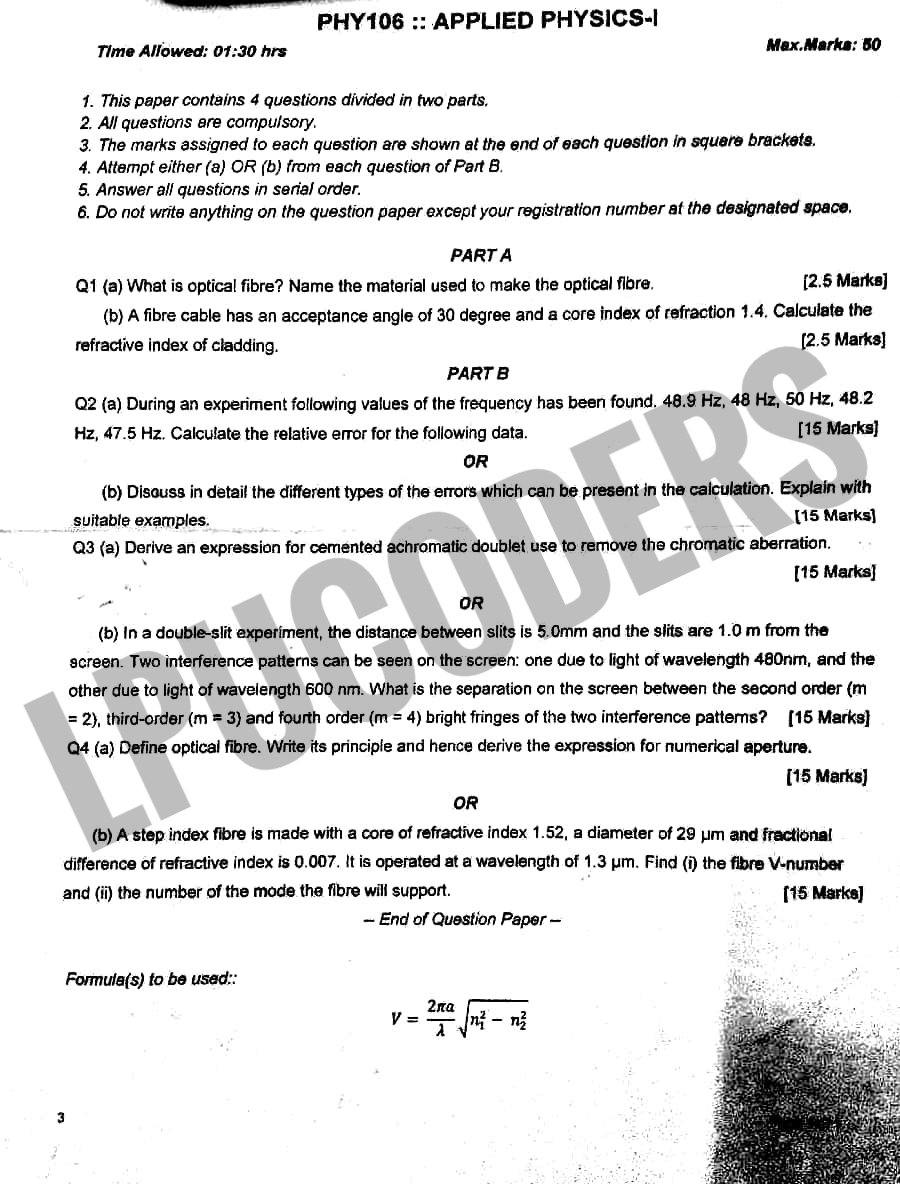 PHY106 :: APPLIED PHYSICS-I
Time Allowed: 01:30 hrs
Max.Marks: 50
1. This paper contains 4 questions divided in two parts.
2. All questions are compulsory.
3. The marks assigned to each question are shown at the end of each question in square brackets.
4. Attempt either (a) OR (b) from each question of Part B.
5. Answer all questions in serial order.
6. Do not write anything on the question paper except your registration number at the designated space.
PART A
Q1 (a) What is optical fibre? Name the material used to make the optical fibre. [2.5 Marks]
(b) A fibre cable has an acceptance angle of 30 degree and a core index of refraction 1.4. Calculate the
refractive index of cladding. [2.5 Marks]
PART B
Q2 (a) During an experiment following values of the frequency has been found. 48.9 Hz, 48 Hz, 50 Hz, 48.2
Hz, 47.5 Hz. Calculate the relative error for the following data. [15 Marks]
OR
(b) Disouss in detail the different types of the errors which can be present in the calculation. Explain with
suitable examples. [15 Marks]
Q3 (a) Derive an expression for cemented achromatic doublet use to remove the chromatic aberration.
[15 Marks]
OR
(b) In a double-slit experiment, the distance between slits is 5.0mm and the slits are 1.0 m from the
screen. Two interference patterns can be seen on the screen: one due to light of wavelength 480nm, and the
other due to light of wavelength 600 nm. What is the separation on the screen between the second order (m
= 2), third-order (m = 3) and fourth order (m = 4) bright fringes of the two interference patterns? [15 Marks]
Q4 (a) Define optical fibre. Write its principle and hence derive the expression for numerical aperture.
[15 Marks]
OR
(b) A step index fibre is made with a core of refractive index 1.52, a diameter of 29 μm and fractional
difference of refractive index is 0.007. It is operated at a wavelength of 1.3 μm. Find (i) the fibre V-number
and (ii) the number of the mode the fibre will support. [15 Marks]
– End of Question Paper –
Formula(s) to be used::
V = 2πa/λ √(n₁² − n₂²)
3
LPUCODERS